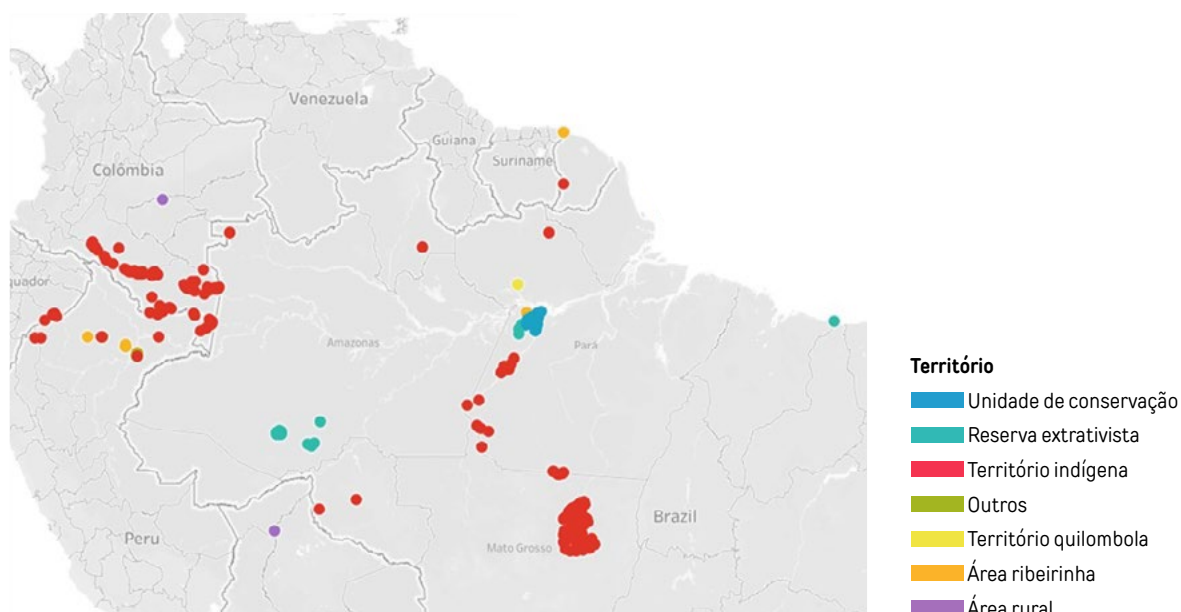 Venezuela
Guiana
Suriname
Colômbia
quador
Amazonas
Pará
Peru
Mato Grosso
Brazil
Território
Unidade de conservação
Reserva extrativista
Território indígena
Outros
Território quilombola
Área ribeirinha
Área rural